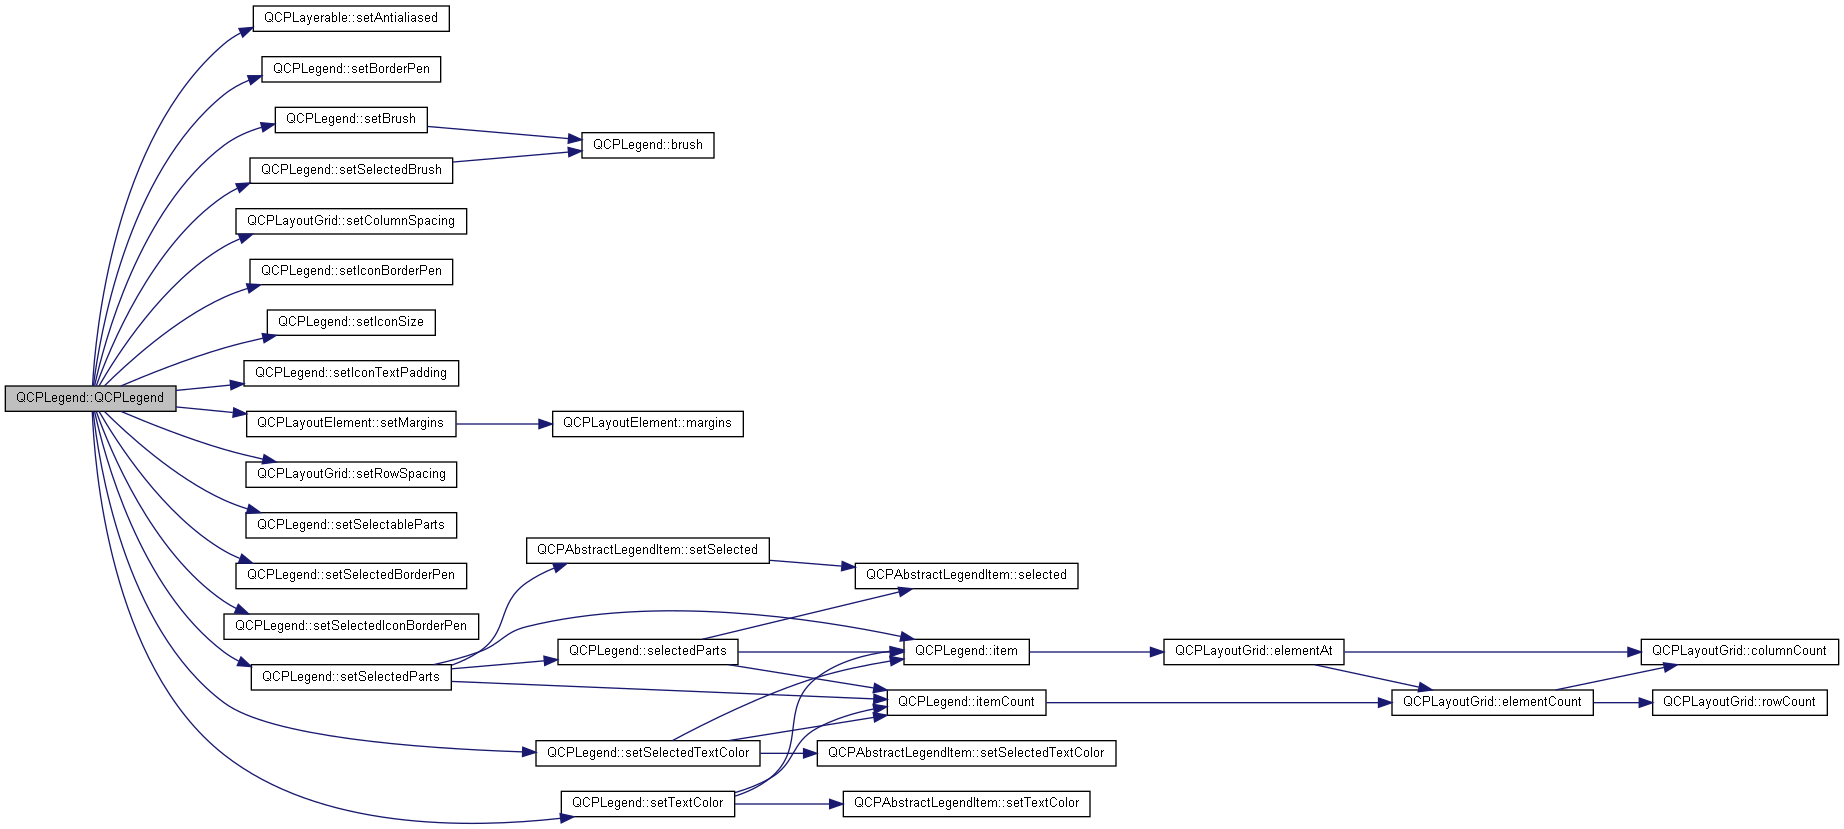 QCPLayerable::setAntialiased
QCPLegend::setBorderPen
QCPLegend::setBrush
QCPLegend::brush
QCPLegend::setSelectedBrush
QCPLayoutGrid::setColumnSpacing
QCPLegend::setIconBorderPen
QCPLegend::setIconSize
QCPLegend::setIconTextPadding
QCPLegend::QCPLegend
QCPLayoutElement::setMargins
QCPLayoutElement::margins
QCPLayoutGrid::setRowSpacing
QCPLegend::setSelectableParts
QCPAbstractLegendItem::setSelected
QCPLegend::setSelectedBorderPen
QCPAbstractLegendItem::selected
QCPLegend::setSelectedIconBorderPen
QCPLegend::selectedParts
QCPLegend::item
QCPLayoutGrid::elementAt
QCPLayoutGrid::columnCount
QCPLegend::setSelectedParts
QCPLegend::itemCount
QCPLayoutGrid::elementCount
QCPLayoutGrid::rowCount
QCPLegend::setSelectedTextColor
QCPAbstractLegendItem::setSelectedTextColor
QCPLegend::setTextColor
QCPAbstractLegendItem::setTextColor